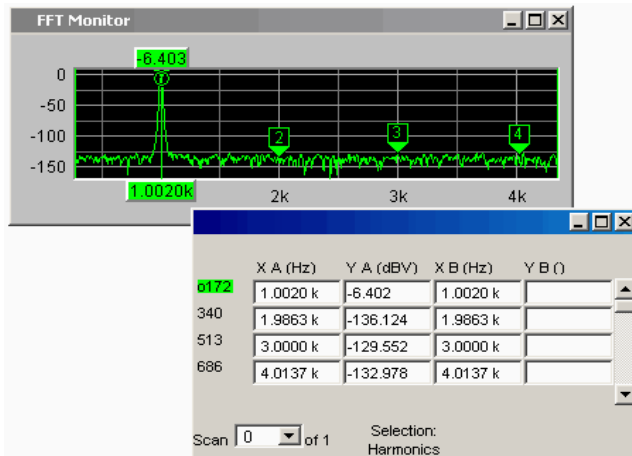 FFT Monitor
-6.403
0
-50
-100
-150
2
3
4
1.0020k
2k
3k
4k
X A (Hz) Y A (dBV) X B (Hz) Y B ()
o172 1.0020 k -6.402 1.0020 k
340 1.9863 k -136.124 1.9863 k
513 3.0000 k -129.552 3.0000 k
686 4.0137 k -132.978 4.0137 k
Scan 0 of 1 Selection:
Harmonics